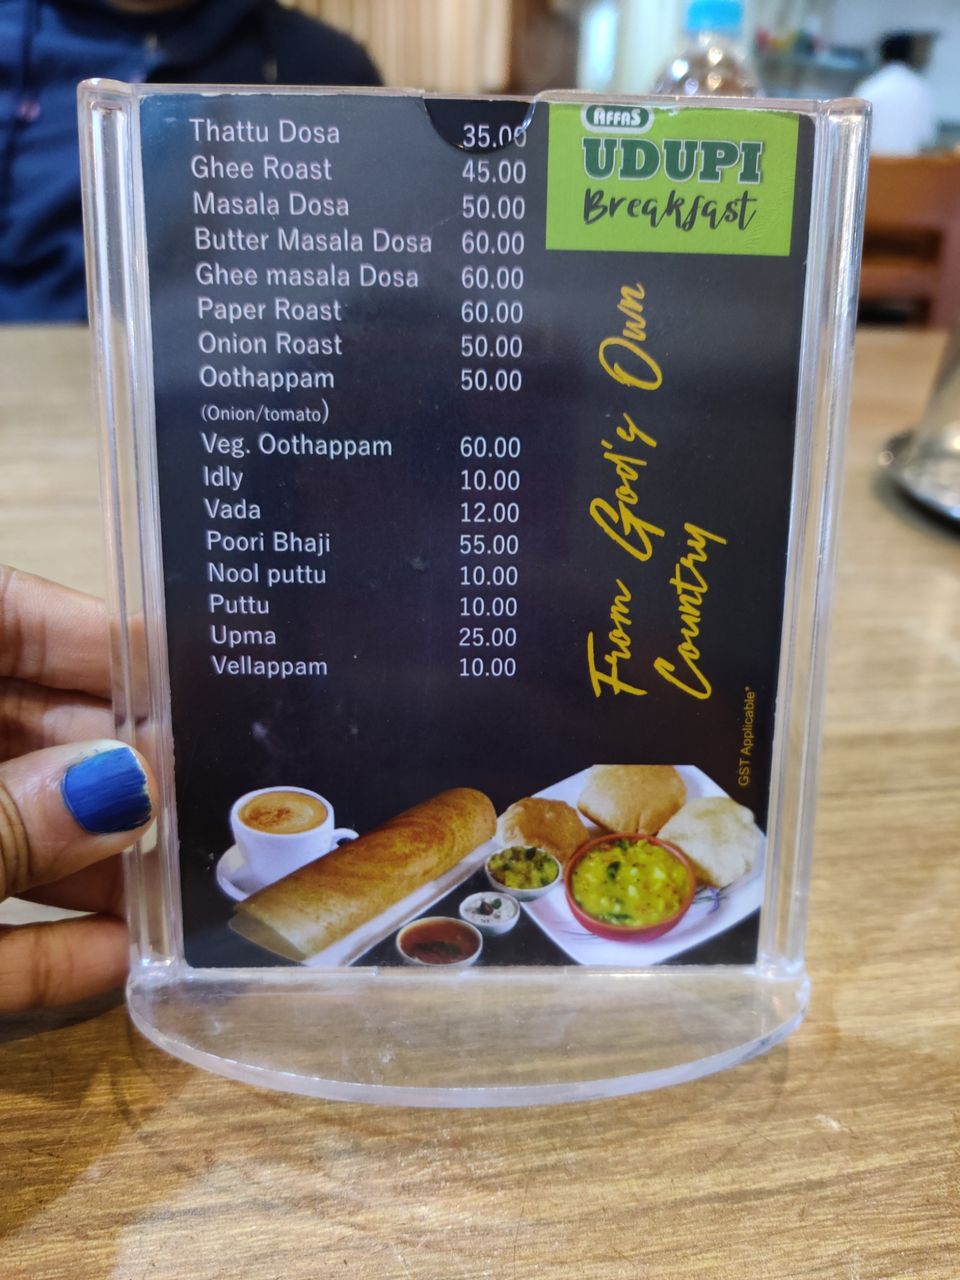 Thattu Dosa 35.00
Ghee Roast 45.00
Masala Dosa 50.00
Butter Masala Dosa 60.00
Ghee masala Dosa 60.00
Paper Roast 60.00
Onion Roast 50.00
Oothappam 50.00
(Onion/tomato)
Veg. Oothappam 60.00
Idly 10.00
Vada 12.00
Poori Bhaji 55.00
Nool puttu 10.00
Puttu 10.00
Upma 25.00
Vellappam 10.00
AFFAS
UDUPI
Breakfast
From God's Own
Country
GST Applicable*